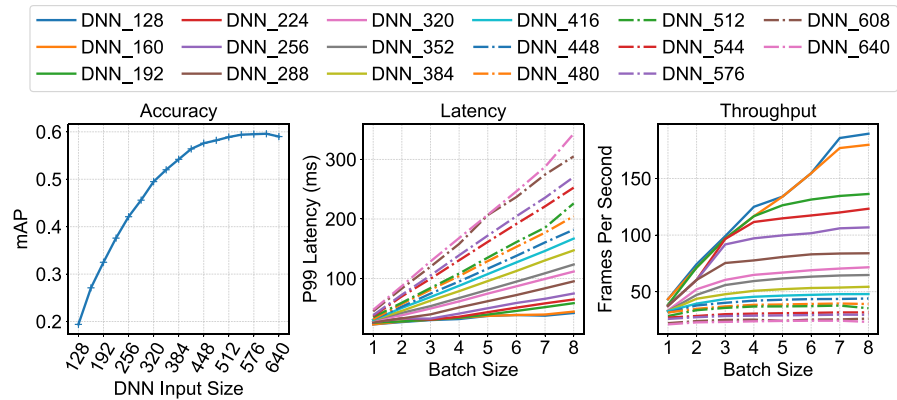 DNN_128 DNN_224 DNN_320 DNN_416 DNN_512 DNN_608
DNN_160 DNN_256 DNN_352 DNN_448 DNN_544 DNN_640
DNN_192 DNN_288 DNN_384 DNN_480 DNN_576
Accuracy Latency Throughput
0.6
0.5
0.4
0.3
0.2
mAP
128 192 256 320 384 448 512 576 640
DNN Input Size
300
200
100
P99 Latency (ms)
1 2 3 4 5 6 7 8
Batch Size
150
100
50
Frames Per Second
1 2 3 4 5 6 7 8
Batch Size